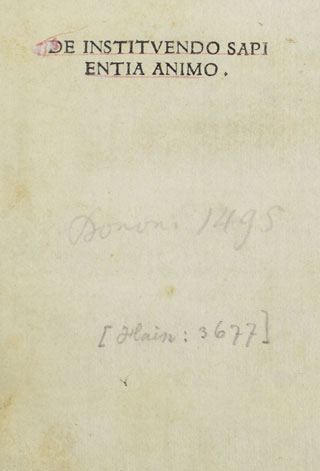 DE INSTITVENDO SAPI
ENTIA ANIMO.
Bonon. 1495
[Hain: 3677]